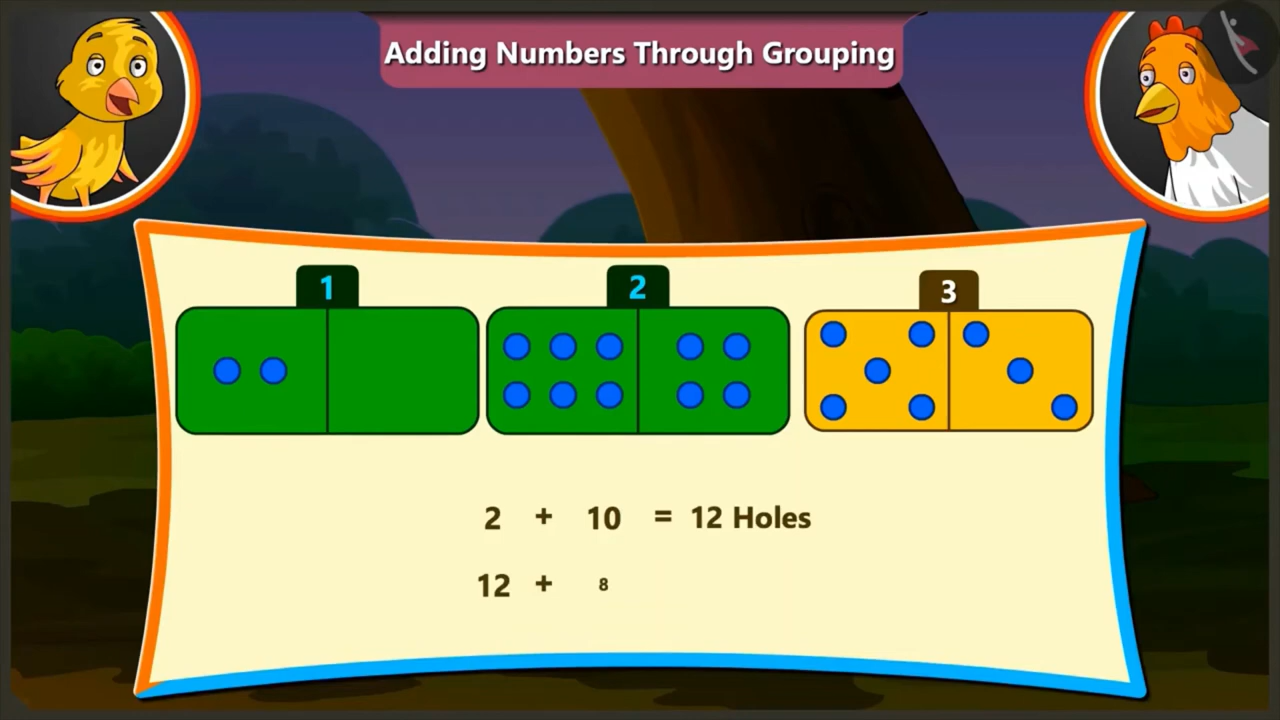 Adding Numbers Through Grouping
1 2 3
2 + 10 = 12 Holes
12 + 8